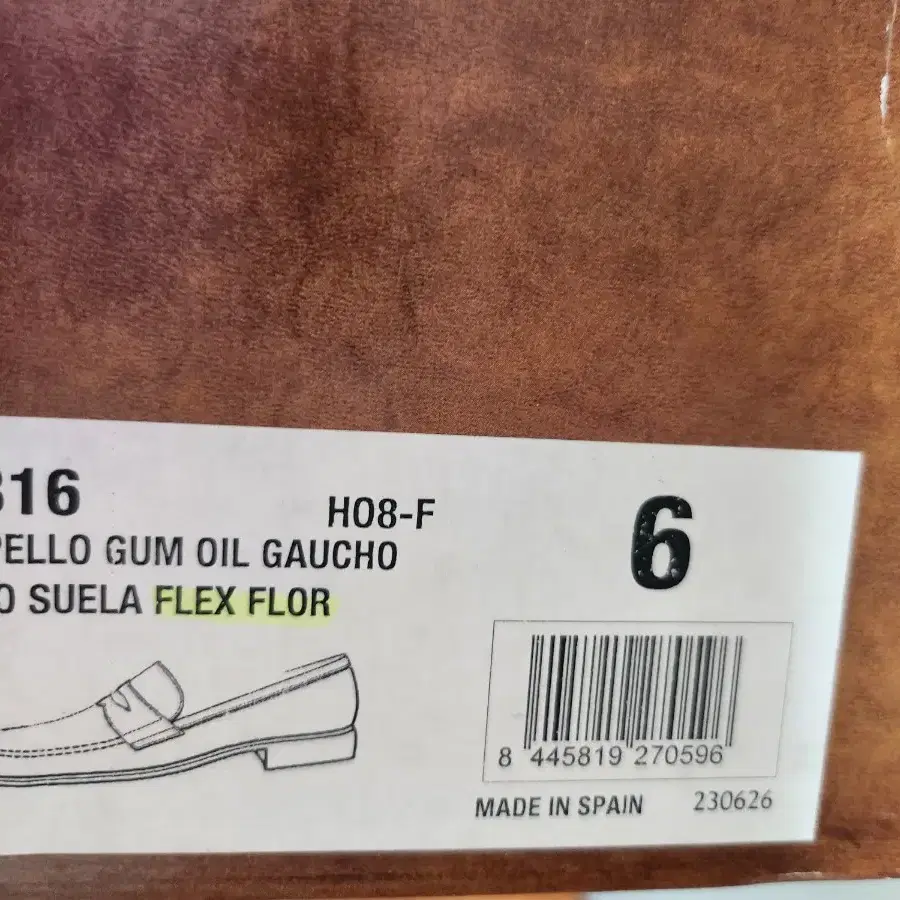 316
H08-F
6
PELLO GUM OIL GAUCHO
O SUELA FLEX FLOR
8 445819 270596
MADE IN SPAIN 230626